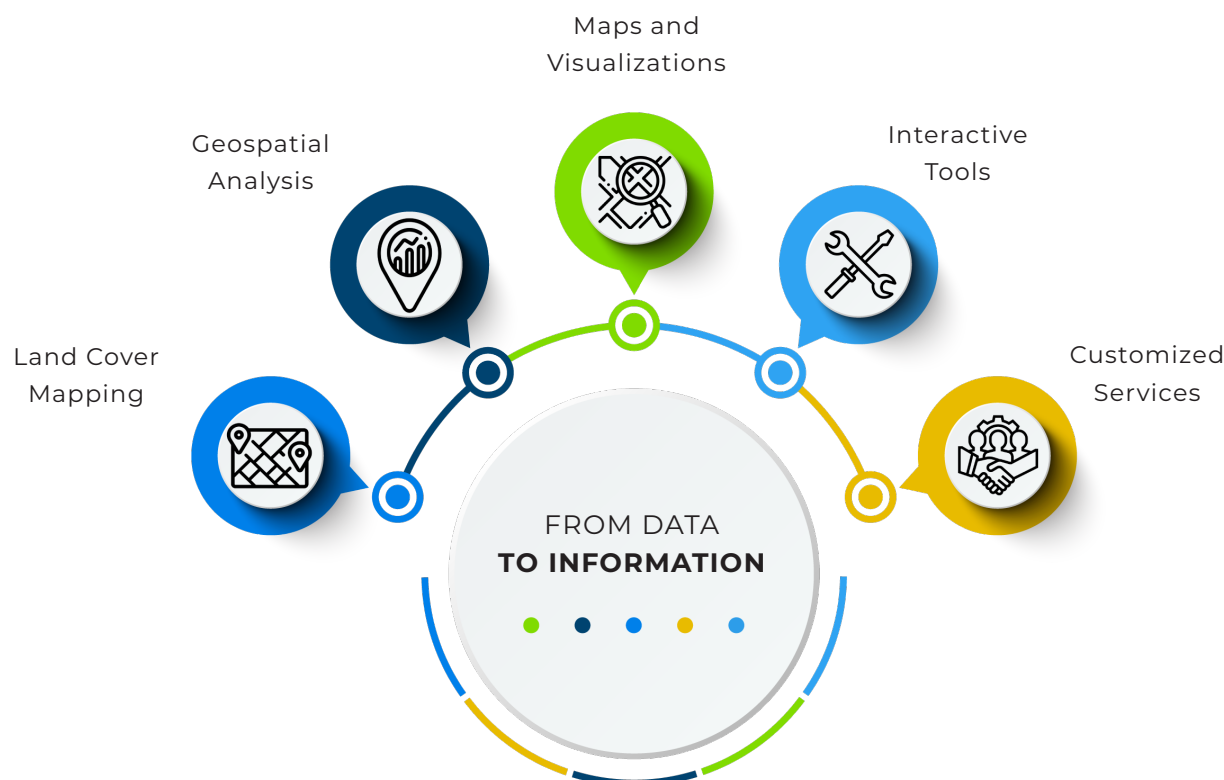 Maps and
Visualizations
Geospatial
Analysis
Interactive
Tools
Land Cover
Mapping
Customized
Services
FROM DATA
TO INFORMATION